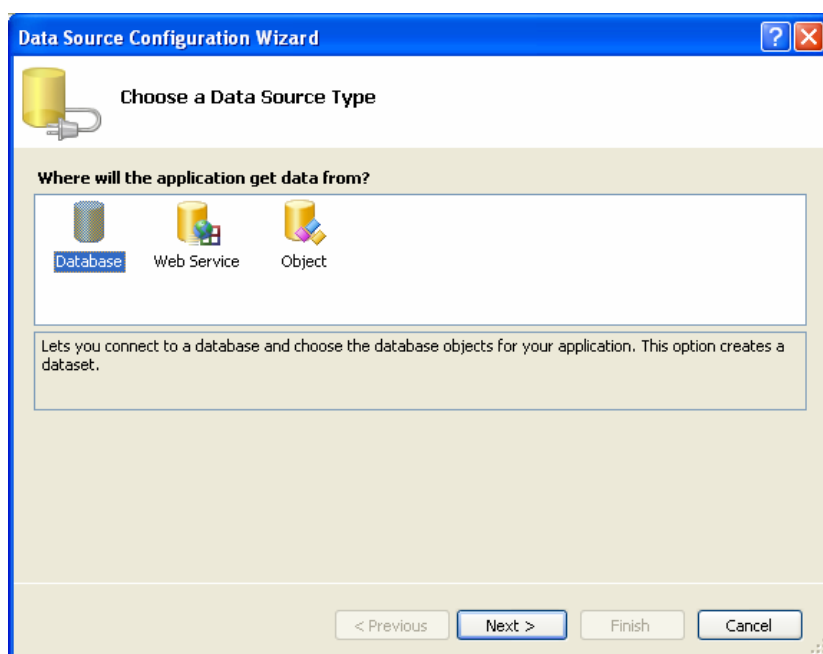 Data Source Configuration Wizard
?
Choose a Data Source Type
Where will the application get data from?
Database
Web Service
Object
Lets you connect to a database and choose the database objects for your application. This option creates a
dataset.
< Previous
Next >
Finish
Cancel